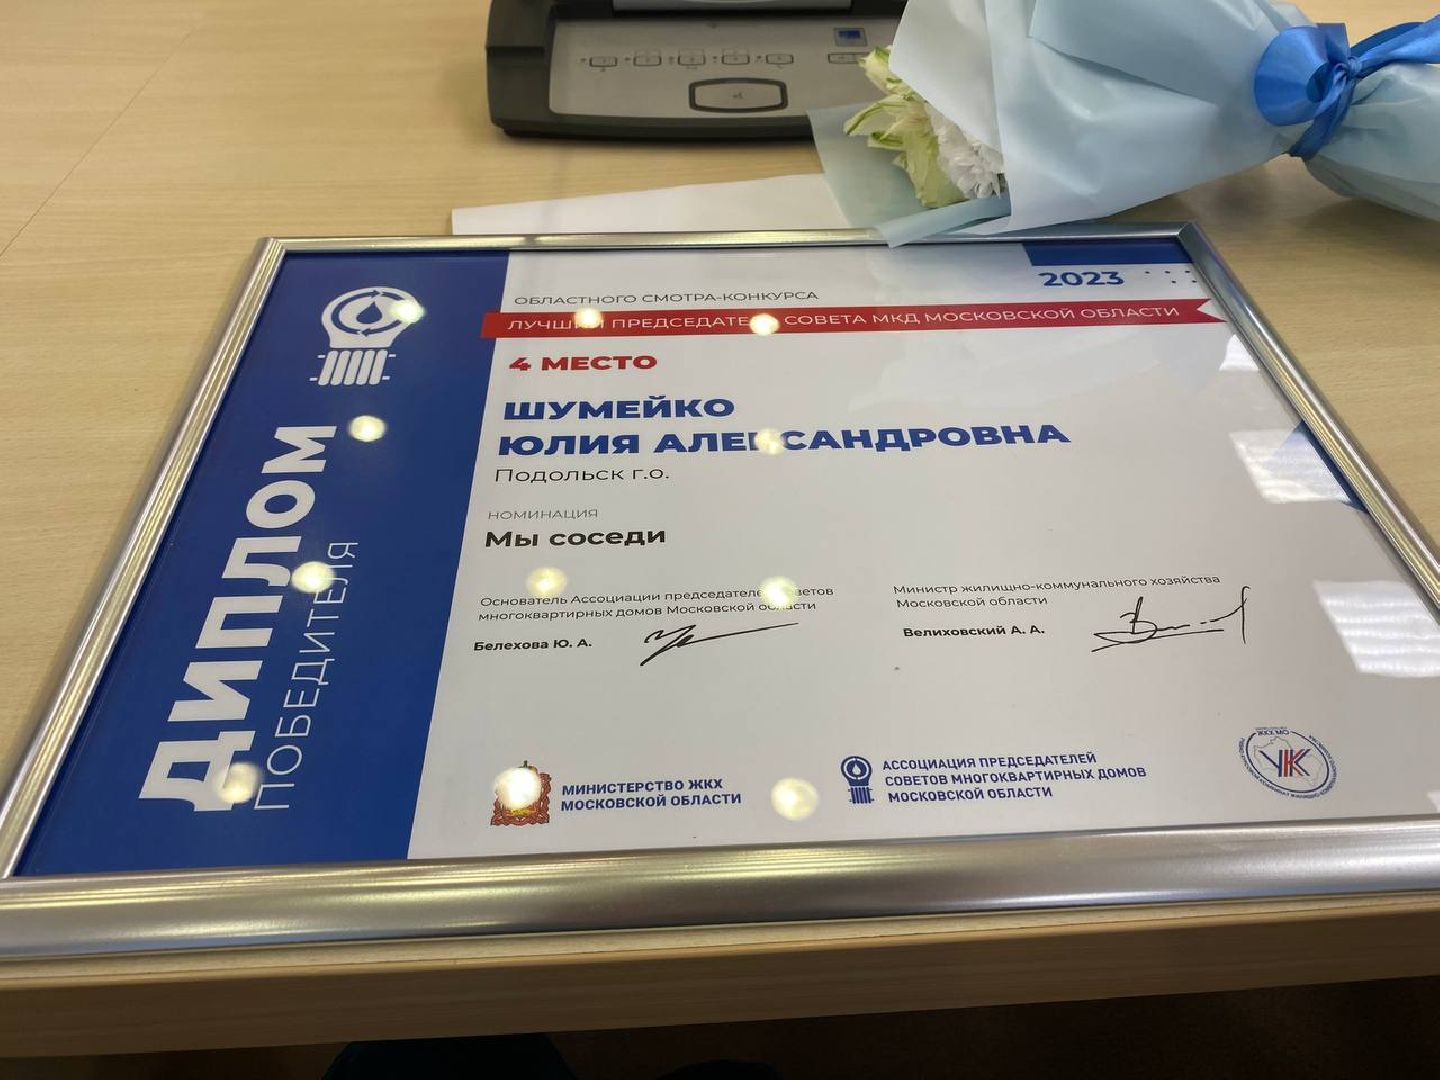 ДИПЛОМ
ПОБЕДИТЕЛЯ
2023
ОБЛАСТНОГО СМОТРА-КОНКУРСА
ЛУЧШИЙ ПРЕДСЕДАТЕЛЬ СОВЕТА МКД МОСКОВСКОЙ ОБЛАСТИ
4 МЕСТО
ШУМЕЙКО
ЮЛИЯ АЛЕКСАНДРОВНА
Подольск г.о.
НОМИНАЦИЯ
Мы соседи
Основатель Ассоциации председателей советов
многоквартирных домов Московской области
Белехова Ю. А.
Министр жилищно-коммунального хозяйства
Московской области
Велиховский А. А.
МИНИСТЕРСТВО ЖКХ
МОСКОВСКОЙ ОБЛАСТИ
АССОЦИАЦИЯ ПРЕДСЕДАТЕЛЕЙ
СОВЕТОВ МНОГОКВАРТИРНЫХ ДОМОВ
МОСКОВСКОЙ ОБЛАСТИ